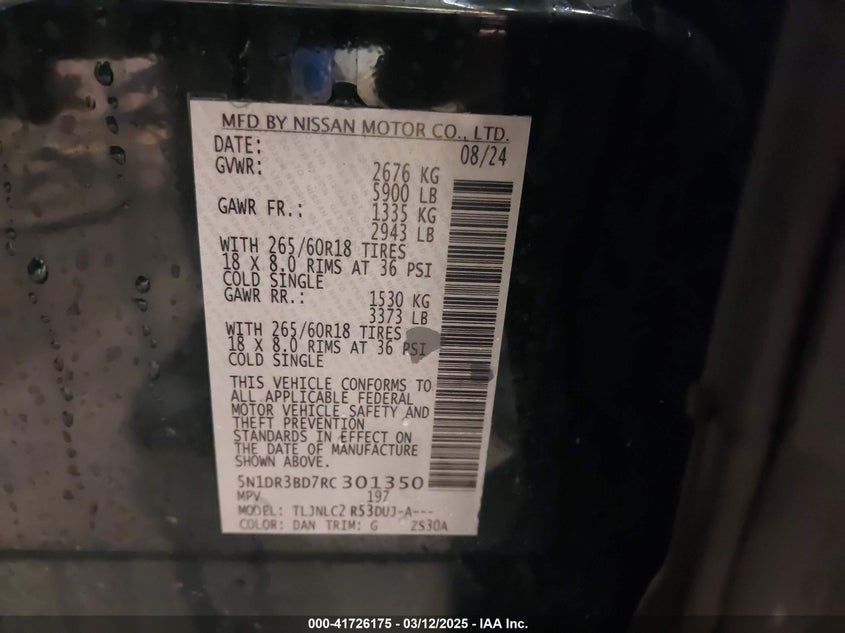 MFD BY NISSAN MOTOR CO., LTD.
DATE: 08/24
GVWR: 2676 KG
5900 LB
GAWR FR.: 1335 KG
2943 LB
WITH 265/60R18 TIRES
18 X 8.0 RIMS AT 36 PSI
COLD SINGLE
GAWR RR.: 1530 KG
3373 LB
WITH 265/60R18 TIRES
18 X 8.0 RIMS AT 36 PSI
COLD SINGLE
THIS VEHICLE CONFORMS TO
ALL APPLICABLE FEDERAL
MOTOR VEHICLE SAFETY AND
THEFT PREVENTION
STANDARDS IN EFFECT ON
THE DATE OF MANUFACTURE
SHOWN ABOVE.
5N1DR3BD7RC301350
MPV 197
MODEL: TLJNLC2 R53DUJ-A---
COLOR: DAN TRIM: G ZS30A
000-41726175 - 03/12/2025 - IAA Inc.